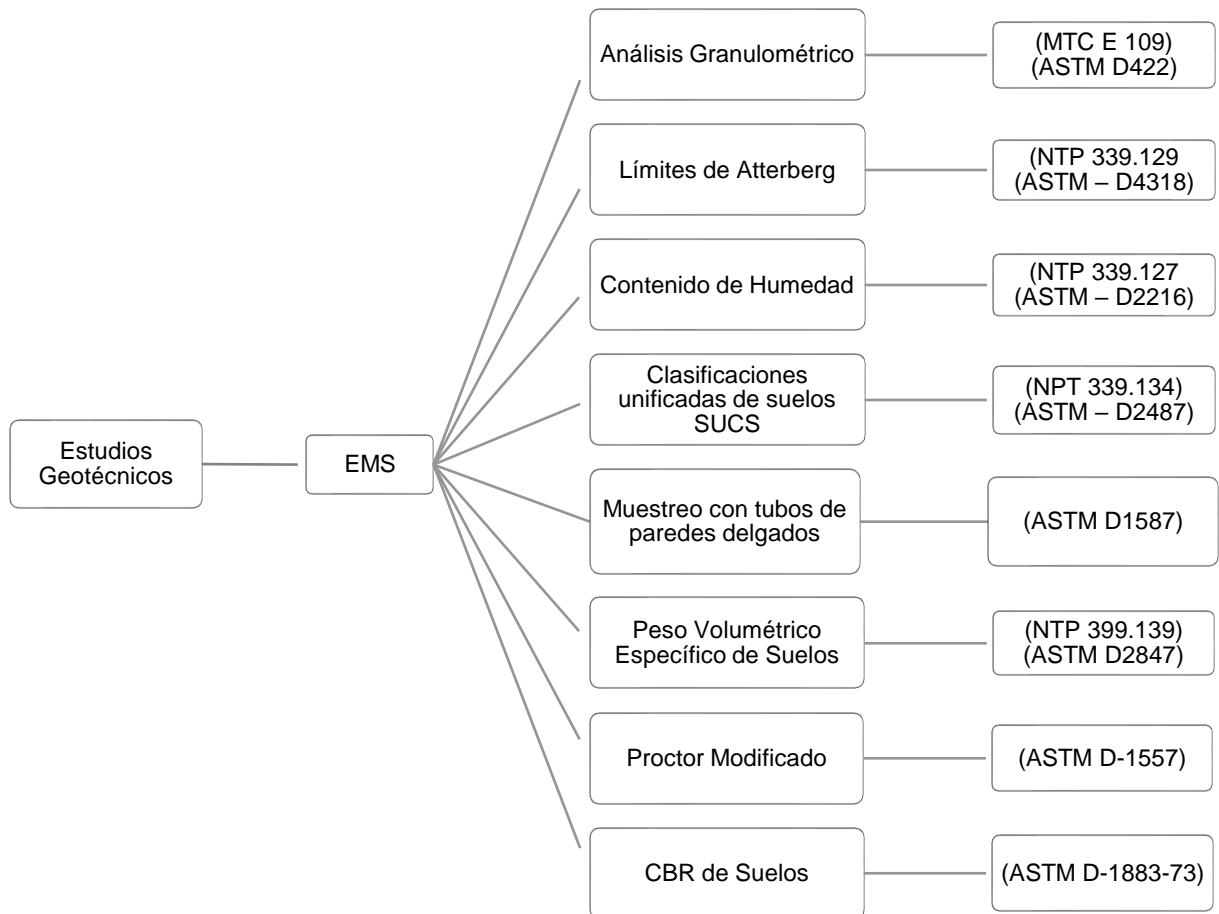 Estudios
Geotécnicos
EMS
Análisis Granulométrico
(MTC E 109)
(ASTM D422)
Límites de Atterberg
(NTP 339.129
(ASTM – D4318)
Contenido de Humedad
(NTP 339.127
(ASTM – D2216)
Clasificaciones
unificadas de suelos
SUCS
(NPT 339.134)
(ASTM – D2487)
Muestreo con tubos de
paredes delgados
(ASTM D1587)
Peso Volumétrico
Específico de Suelos
(NTP 399.139)
(ASTM D2847)
Proctor Modificado
(ASTM D-1557)
CBR de Suelos
(ASTM D-1883-73)